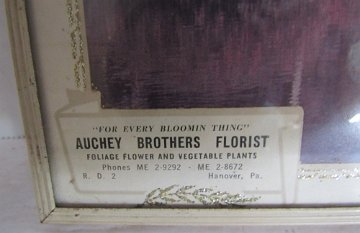 "FOR EVERY BLOOMIN THING"
AUCHEY BROTHERS FLORIST
FOLIAGE FLOWER AND VEGETABLE PLANTS
Phones ME 2-9292 - ME 2-8672
R. D. 2 Hanover, Pa.